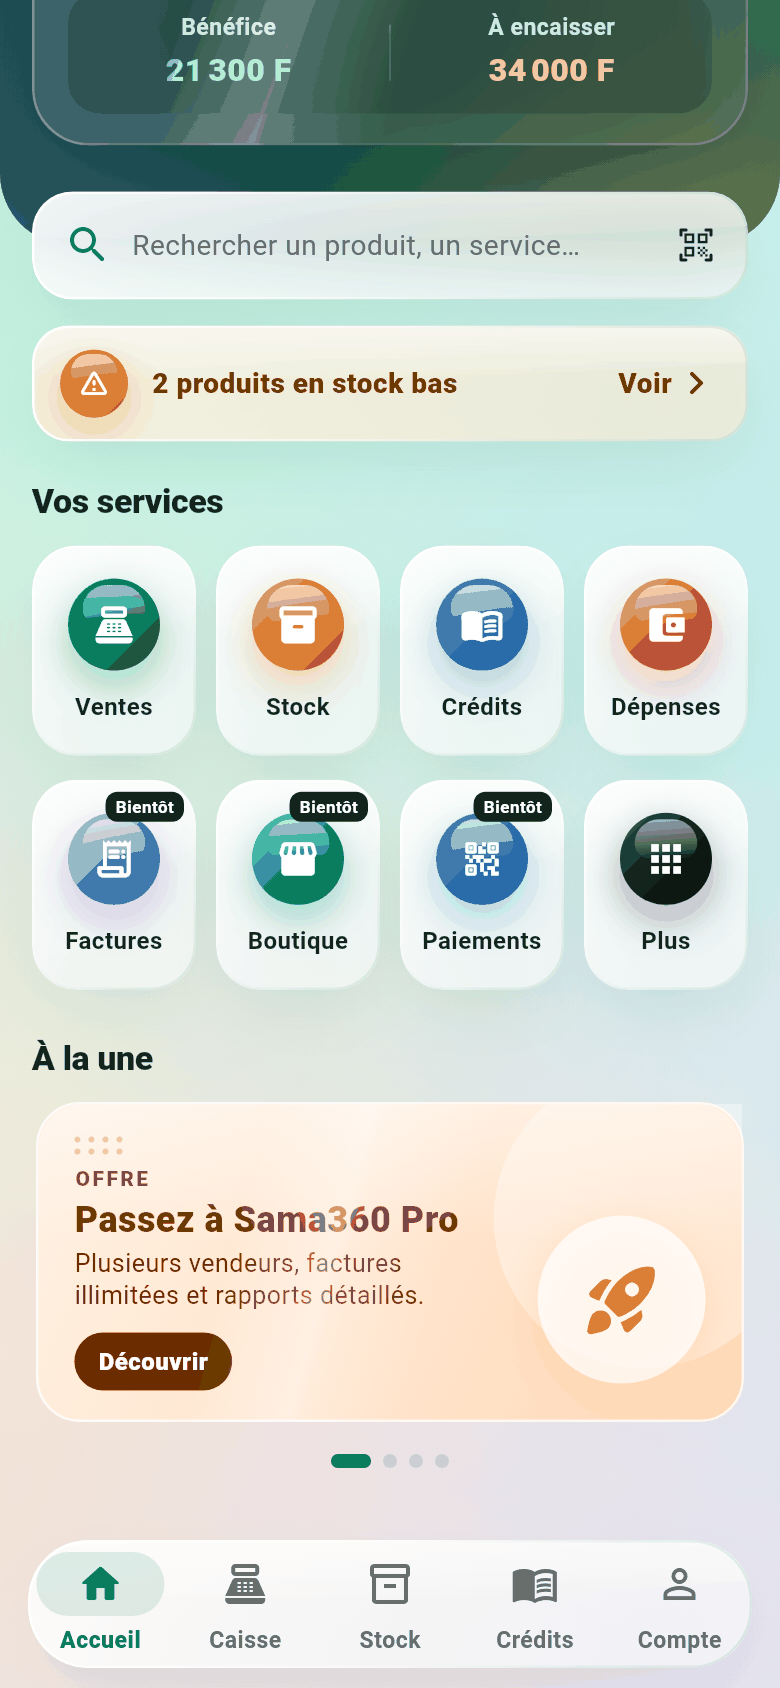 Bénéfice
À encaisser
21 300 F
34 000 F
Rechercher un produit, un service...
2 produits en stock bas
Voir
Vos services
Ventes
Stock
Crédits
Dépenses
Bientôt
Bientôt
Bientôt
Factures
Boutique
Paiements
Plus
À la une
OFFRE
Passez à Sama360 Pro
Plusieurs vendeurs, factures
illimitées et rapports détaillés.
Découvrir
Accueil
Caisse
Stock
Crédits
Compte